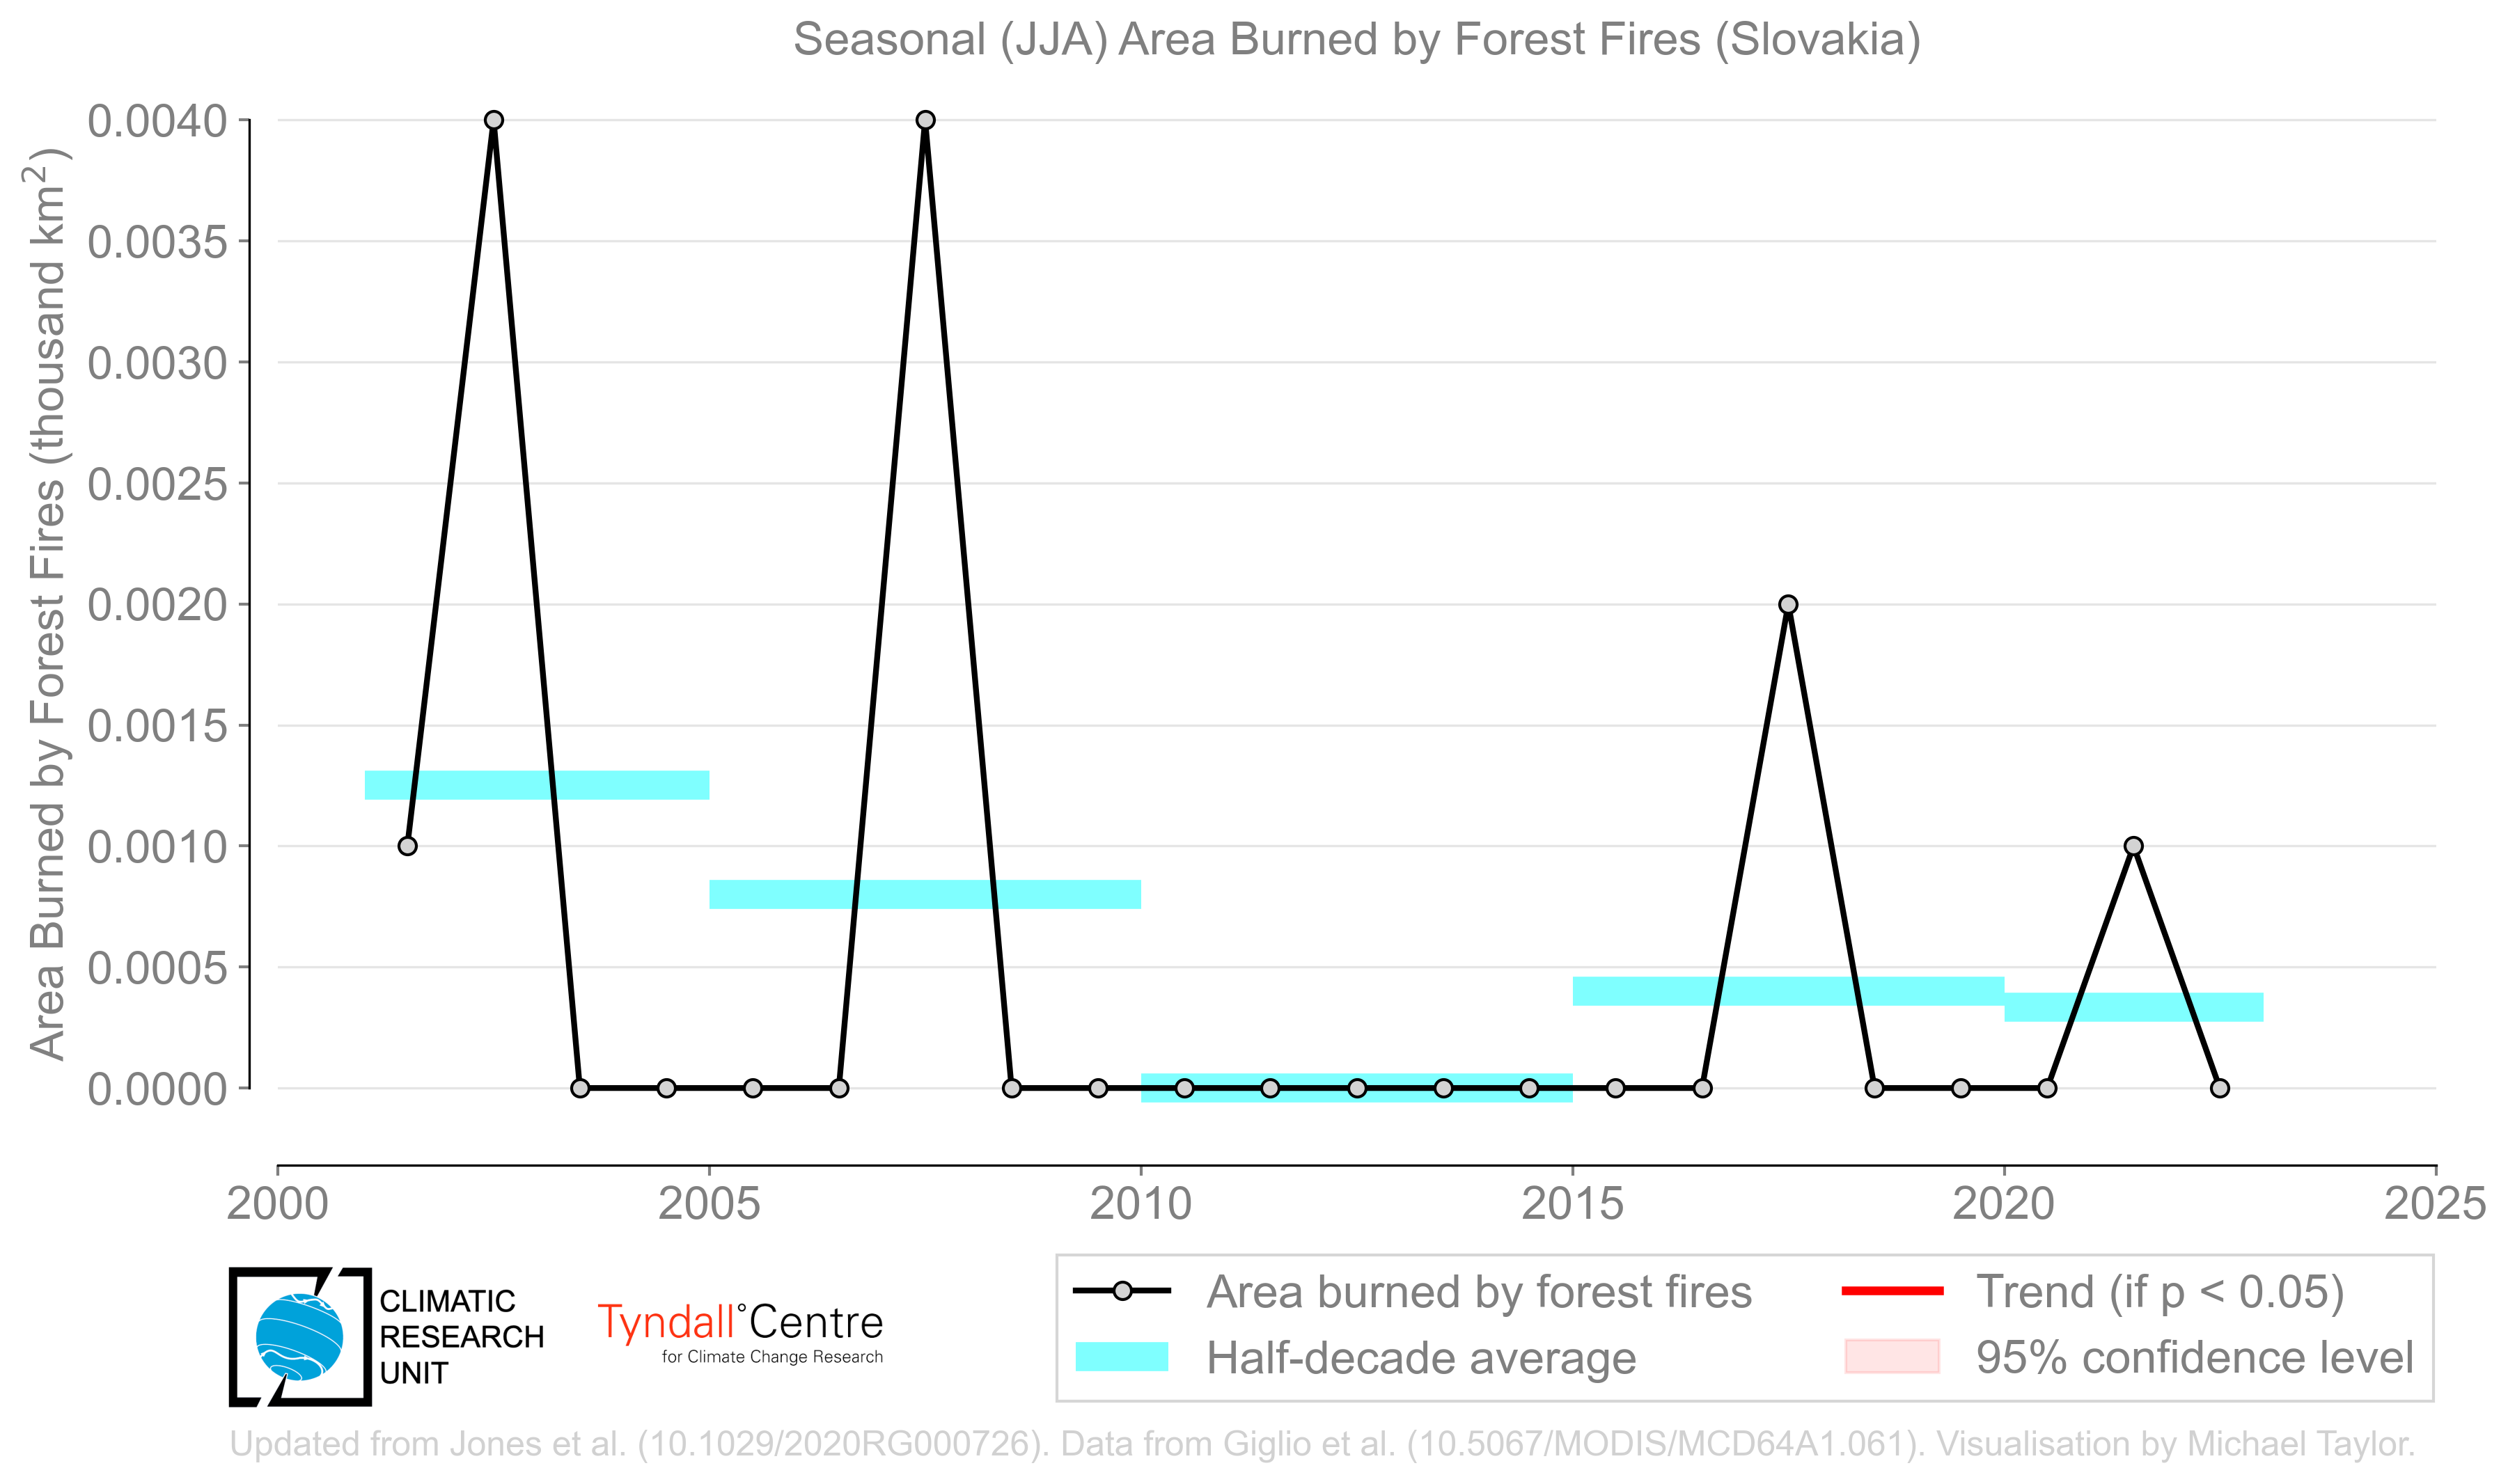 Seasonal (JJA) Area Burned by Forest Fires (Slovakia)
Area Burned by Forest Fires (thousand km²)
0.0040
0.0035
0.0030
0.0025
0.0020
0.0015
0.0010
0.0005
0.0000
2000
2005
2010
2015
2020
2025
CLIMATIC
RESEARCH
UNIT
Tyndall°Centre
for Climate Change Research
Area burned by forest fires
Half-decade average
Trend (if p < 0.05)
95% confidence level
Updated from Jones et al. (10.1029/2020RG000726). Data from Giglio et al. (10.5067/MODIS/MCD64A1.061). Visualisation by Michael Taylor.